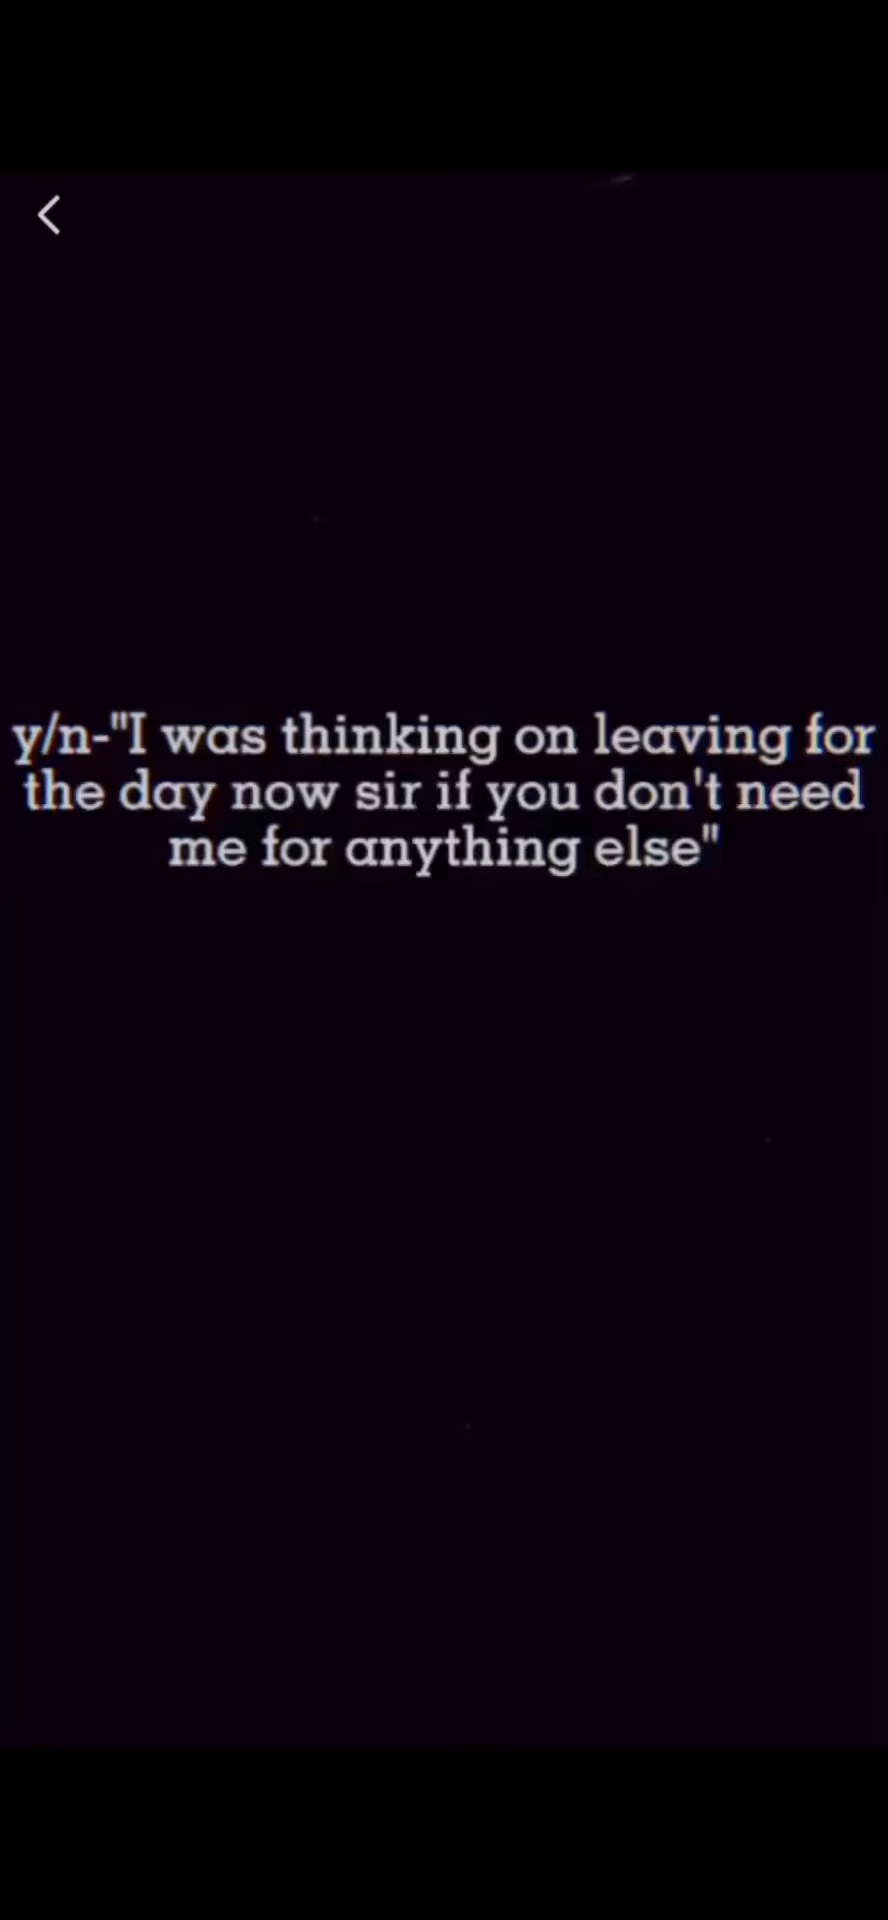 y/n-"I was thinking on leaving for
the day now sir if you don't need
me for anything else"